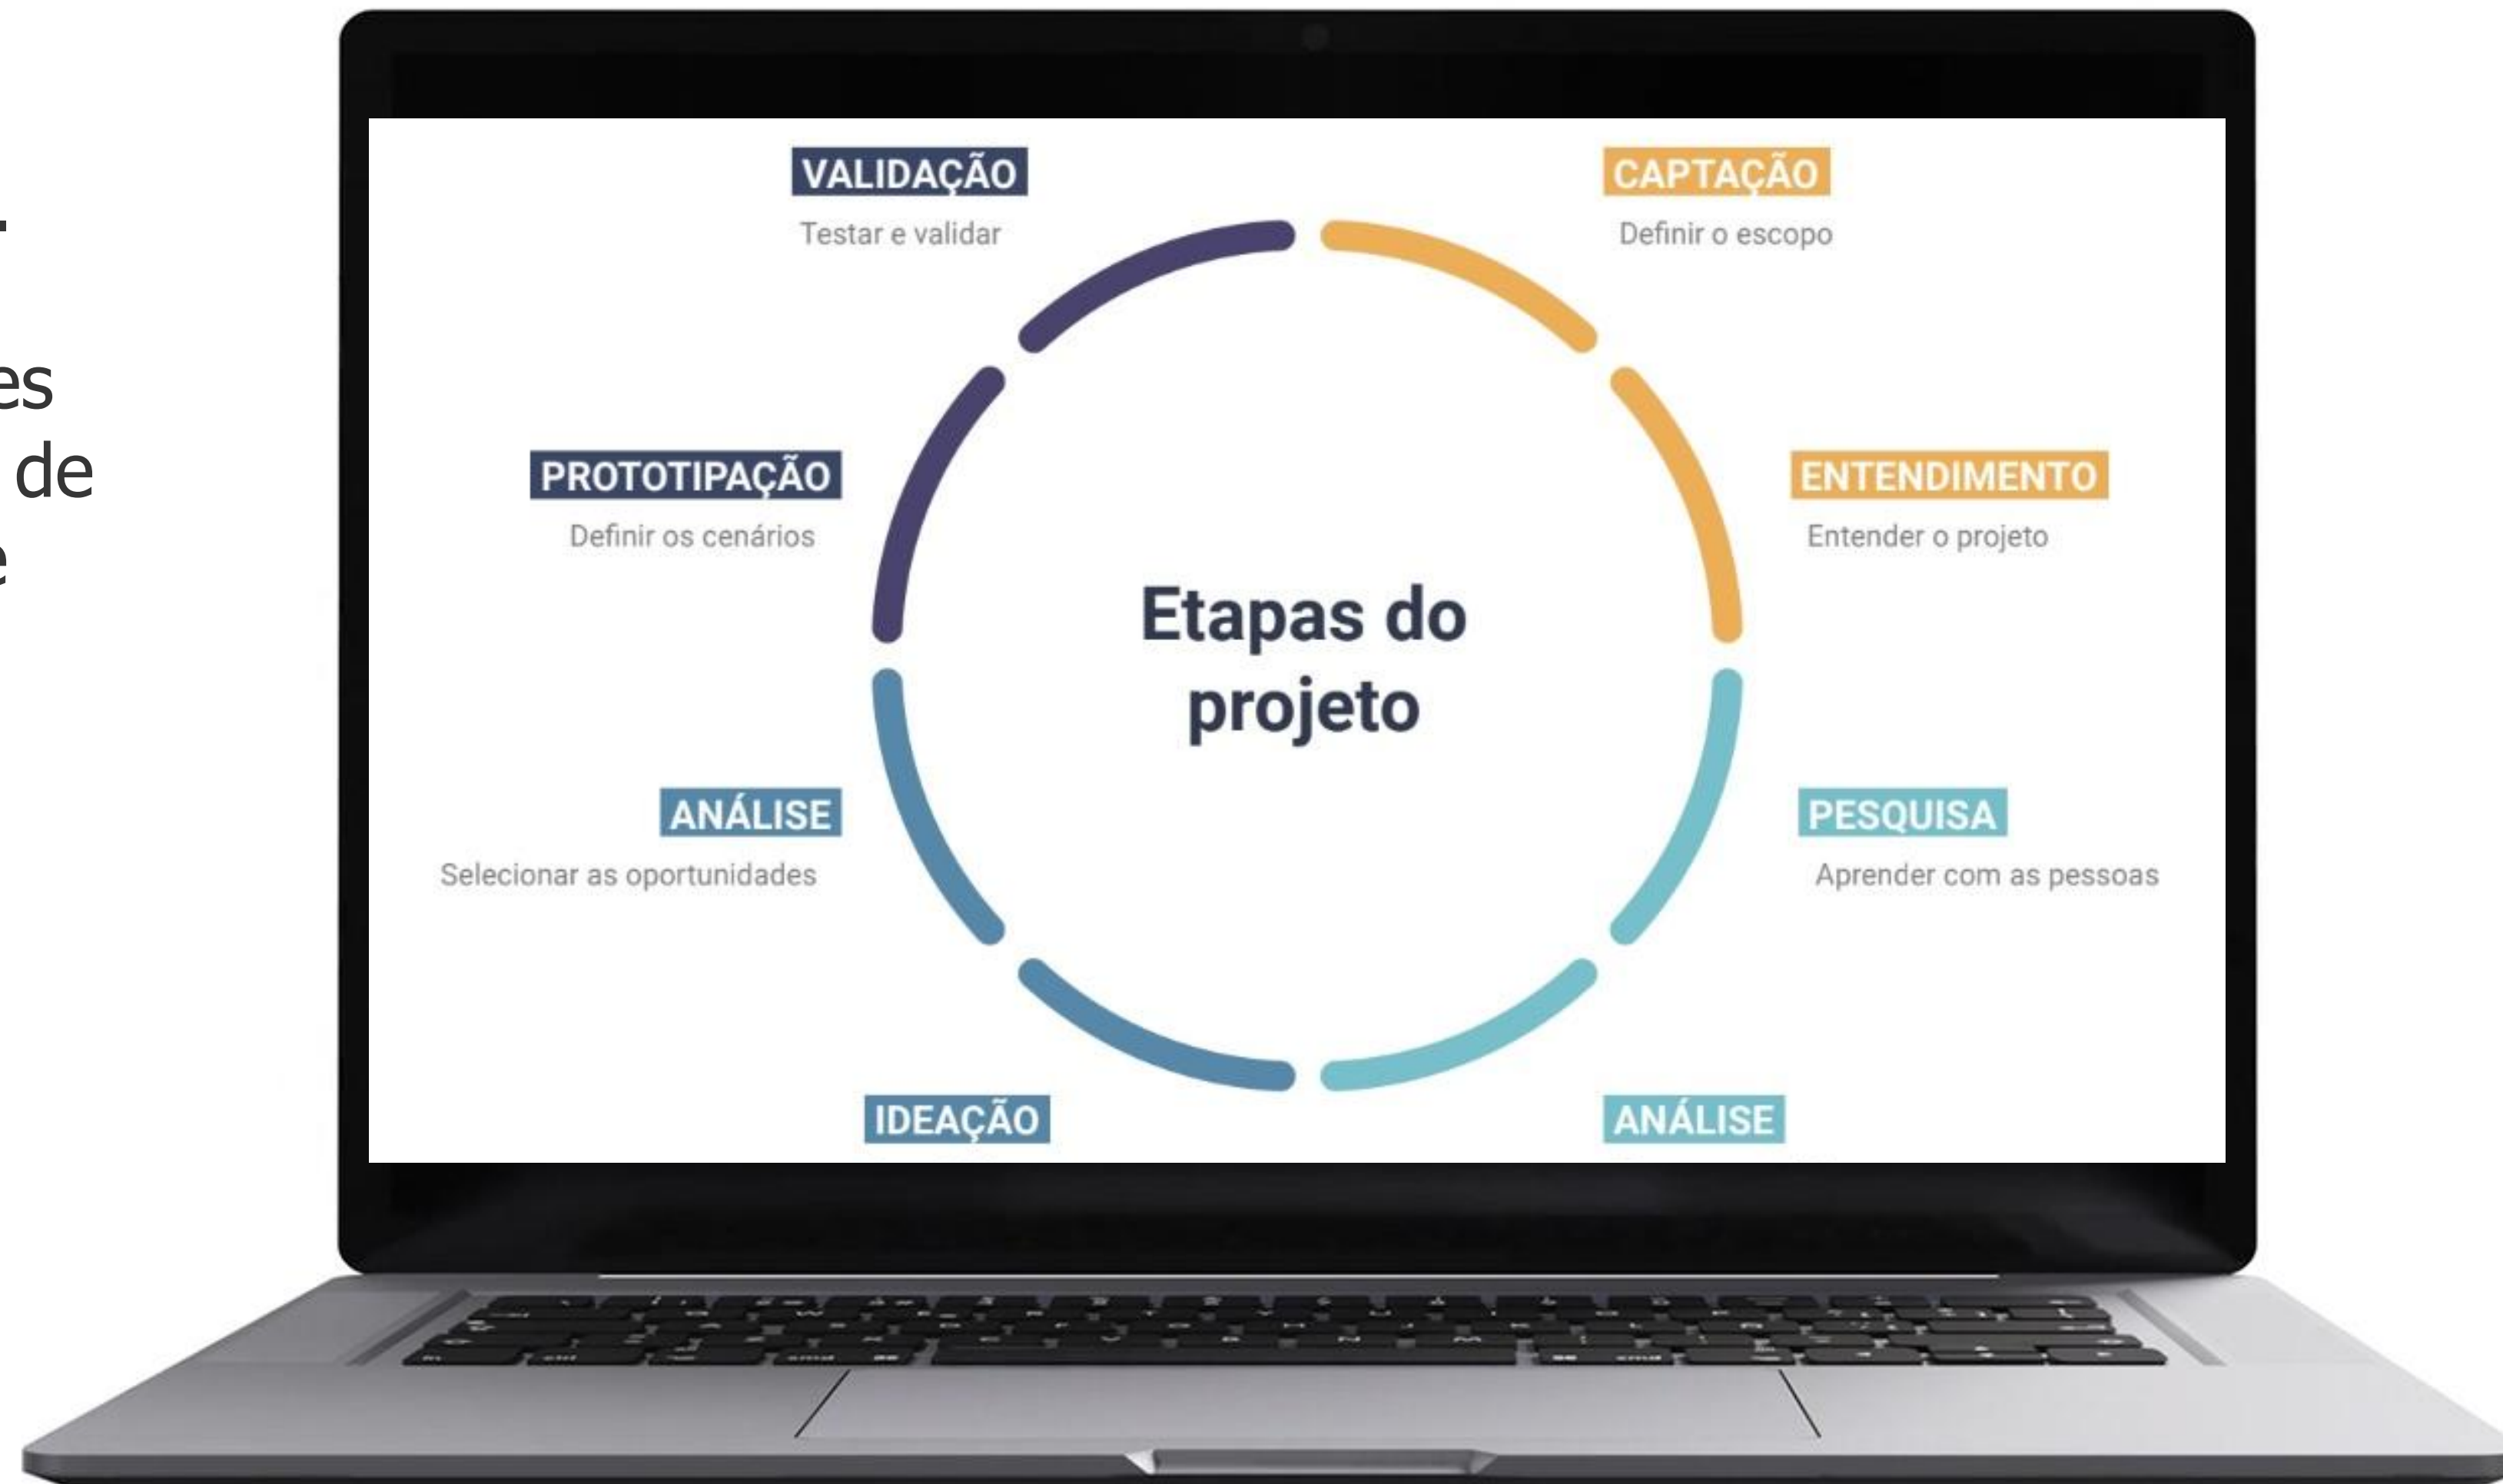 es
de
e
VALIDAÇÃO
Testar e validar
CAPTAÇÃO
Definir o escopo
PROTOTIPAÇÃO
Definir os cenários
ENTENDIMENTO
Entender o projeto
Etapas do
projeto
ANÁLISE
Selecionar as oportunidades
PESQUISA
Aprender com as pessoas
IDEAÇÃO
ANÁLISE